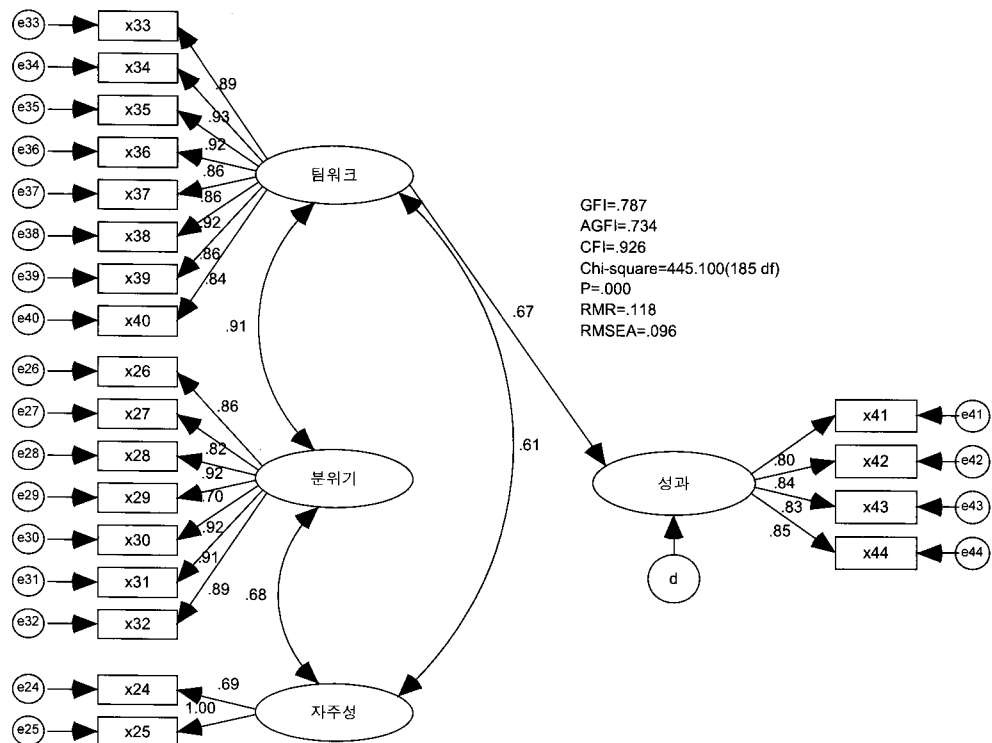 e33 x33
e34 x34
e35 x35
e36 x36
e37 x37
e38 x38
e39 x39
e40 x40
.89
.93
.92
.86
.86
.92
.86
.84
팀워크
.91
e26 x26
e27 x27
e28 x28
e29 x29
e30 x30
e31 x31
e32 x32
.86
.82
.92
.70
.92
.91
.89
분위기
.68
e24 x24
e25 x25
.69
1.00
자주성
.61
.67
GFI=.787
AGFI=.734
CFI=.926
Chi-square=445.100(185 df)
P=.000
RMR=.118
RMSEA=.096
성과
d
.80
.84
.83
.85
x41 e41
x42 e42
x43 e43
x44 e44